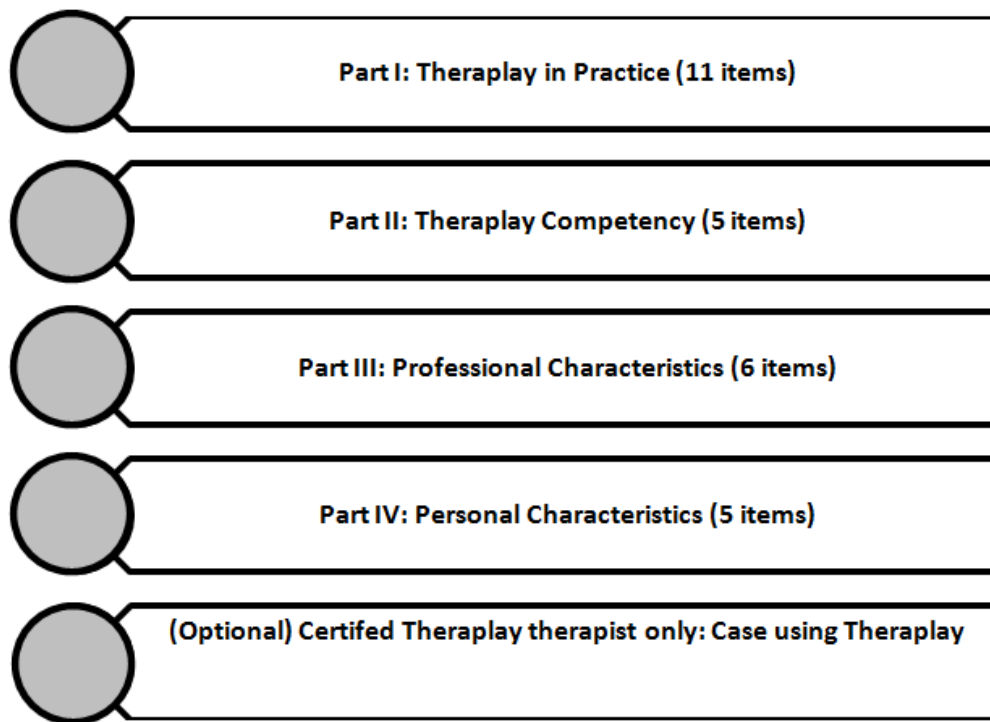 Part I: Theraplay in Practice (11 items)
Part II: Theraplay Competency (5 items)
Part III: Professional Characteristics (6 items)
Part IV: Personal Characteristics (5 items)
(Optional) Certifed Theraplay therapist only: Case using Theraplay